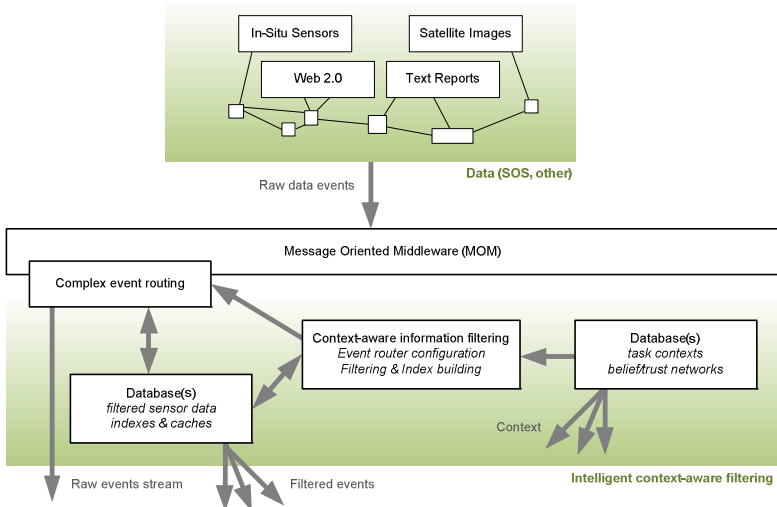 In-Situ Sensors
Satellite Images
Web 2.0
Text Reports
Data (SOS, other)
Raw data events
Message Oriented Middleware (MOM)
Complex event routing
Context-aware information filtering
Event router configuration
Filtering & Index building
Database(s)
task contexts
belief/trust networks
Database(s)
filtered sensor data
indexes & caches
Context
Raw events stream
Filtered events
Intelligent context-aware filtering